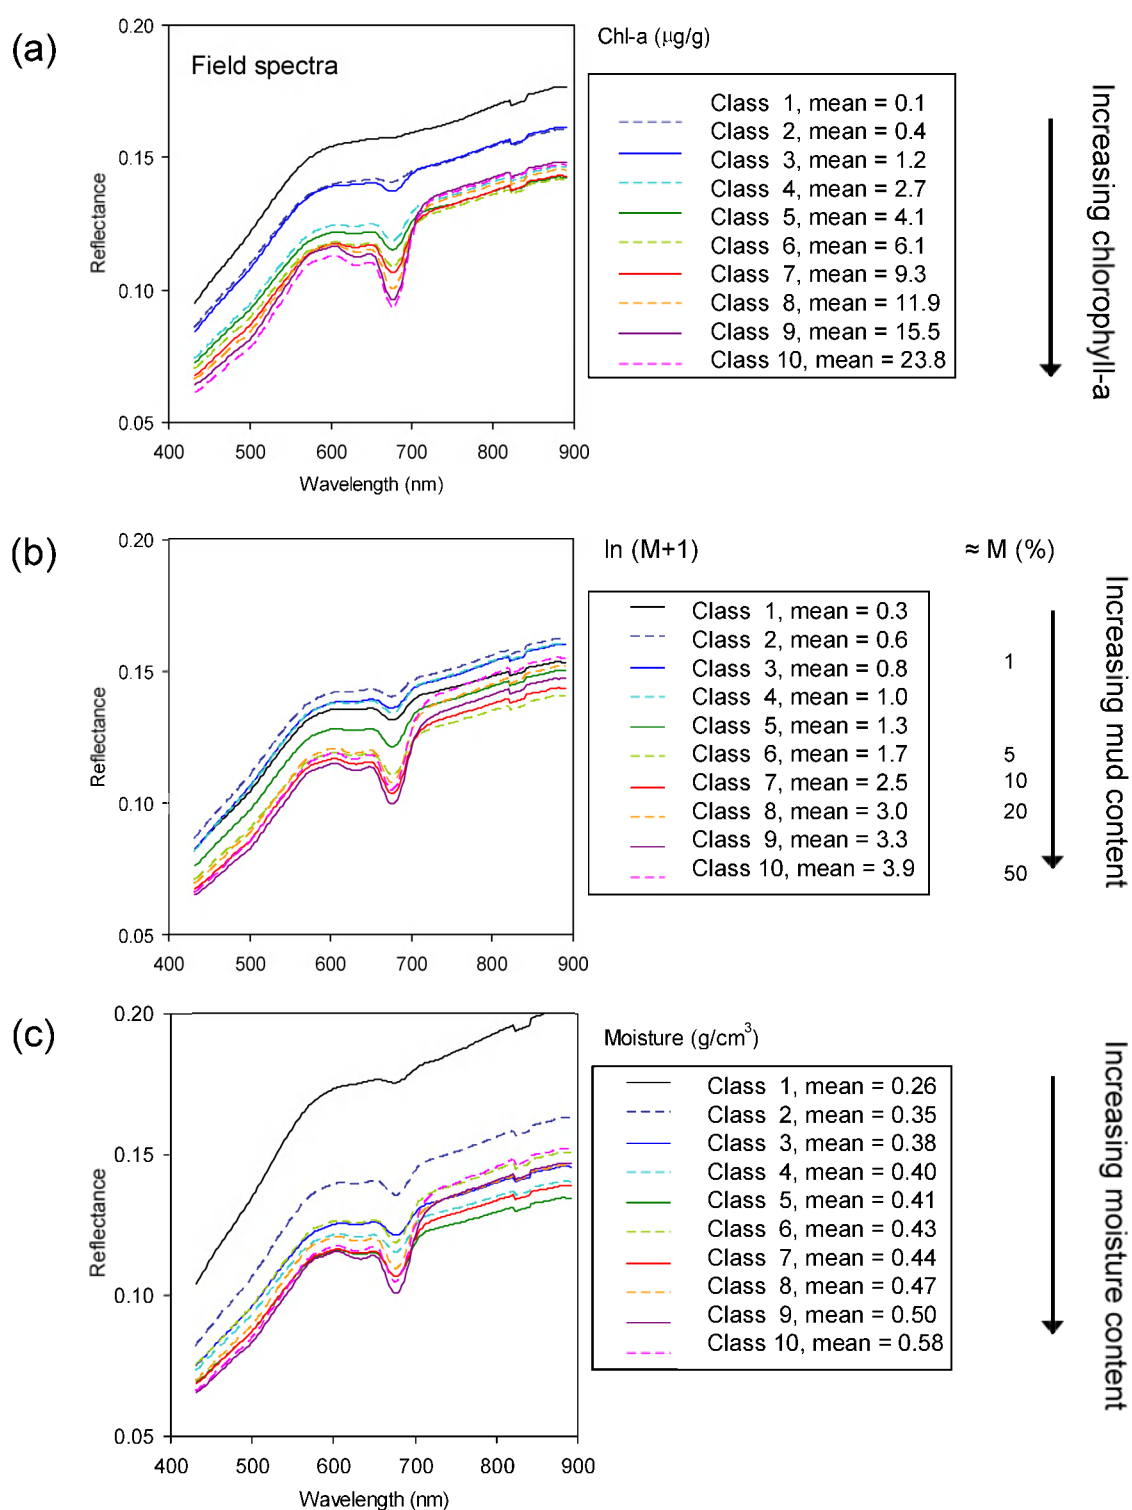 (a)
Field spectra
0.20
0.15
0.10
0.05
Reflectance
400 500 600 700 800 900
Wavelength (nm)
Chl-a (µg/g)
Class 1, mean = 0.1
Class 2, mean = 0.4
Class 3, mean = 1.2
Class 4, mean = 2.7
Class 5, mean = 4.1
Class 6, mean = 6.1
Class 7, mean = 9.3
Class 8, mean = 11.9
Class 9, mean = 15.5
Class 10, mean = 23.8
Increasing chlorophyll-a
(b)
0.20
0.15
0.10
0.05
Reflectance
400 500 600 700 800 900
ln (M+1)
≈ M (%)
Class 1, mean = 0.3
Class 2, mean = 0.6
Class 3, mean = 0.8
1
Class 4, mean = 1.0
Class 5, mean = 1.3
Class 6, mean = 1.7
5
Class 7, mean = 2.5
10
Class 8, mean = 3.0
20
Class 9, mean = 3.3
Class 10, mean = 3.9
50
Increasing mud content
(c)
0.20
0.15
0.10
0.05
Reflectance
400 500 600 700 800 900
Wavelength (nm)
Moisture (g/cm³)
Class 1, mean = 0.26
Class 2, mean = 0.35
Class 3, mean = 0.38
Class 4, mean = 0.40
Class 5, mean = 0.41
Class 6, mean = 0.43
Class 7, mean = 0.44
Class 8, mean = 0.47
Class 9, mean = 0.50
Class 10, mean = 0.58
Increasing moisture content